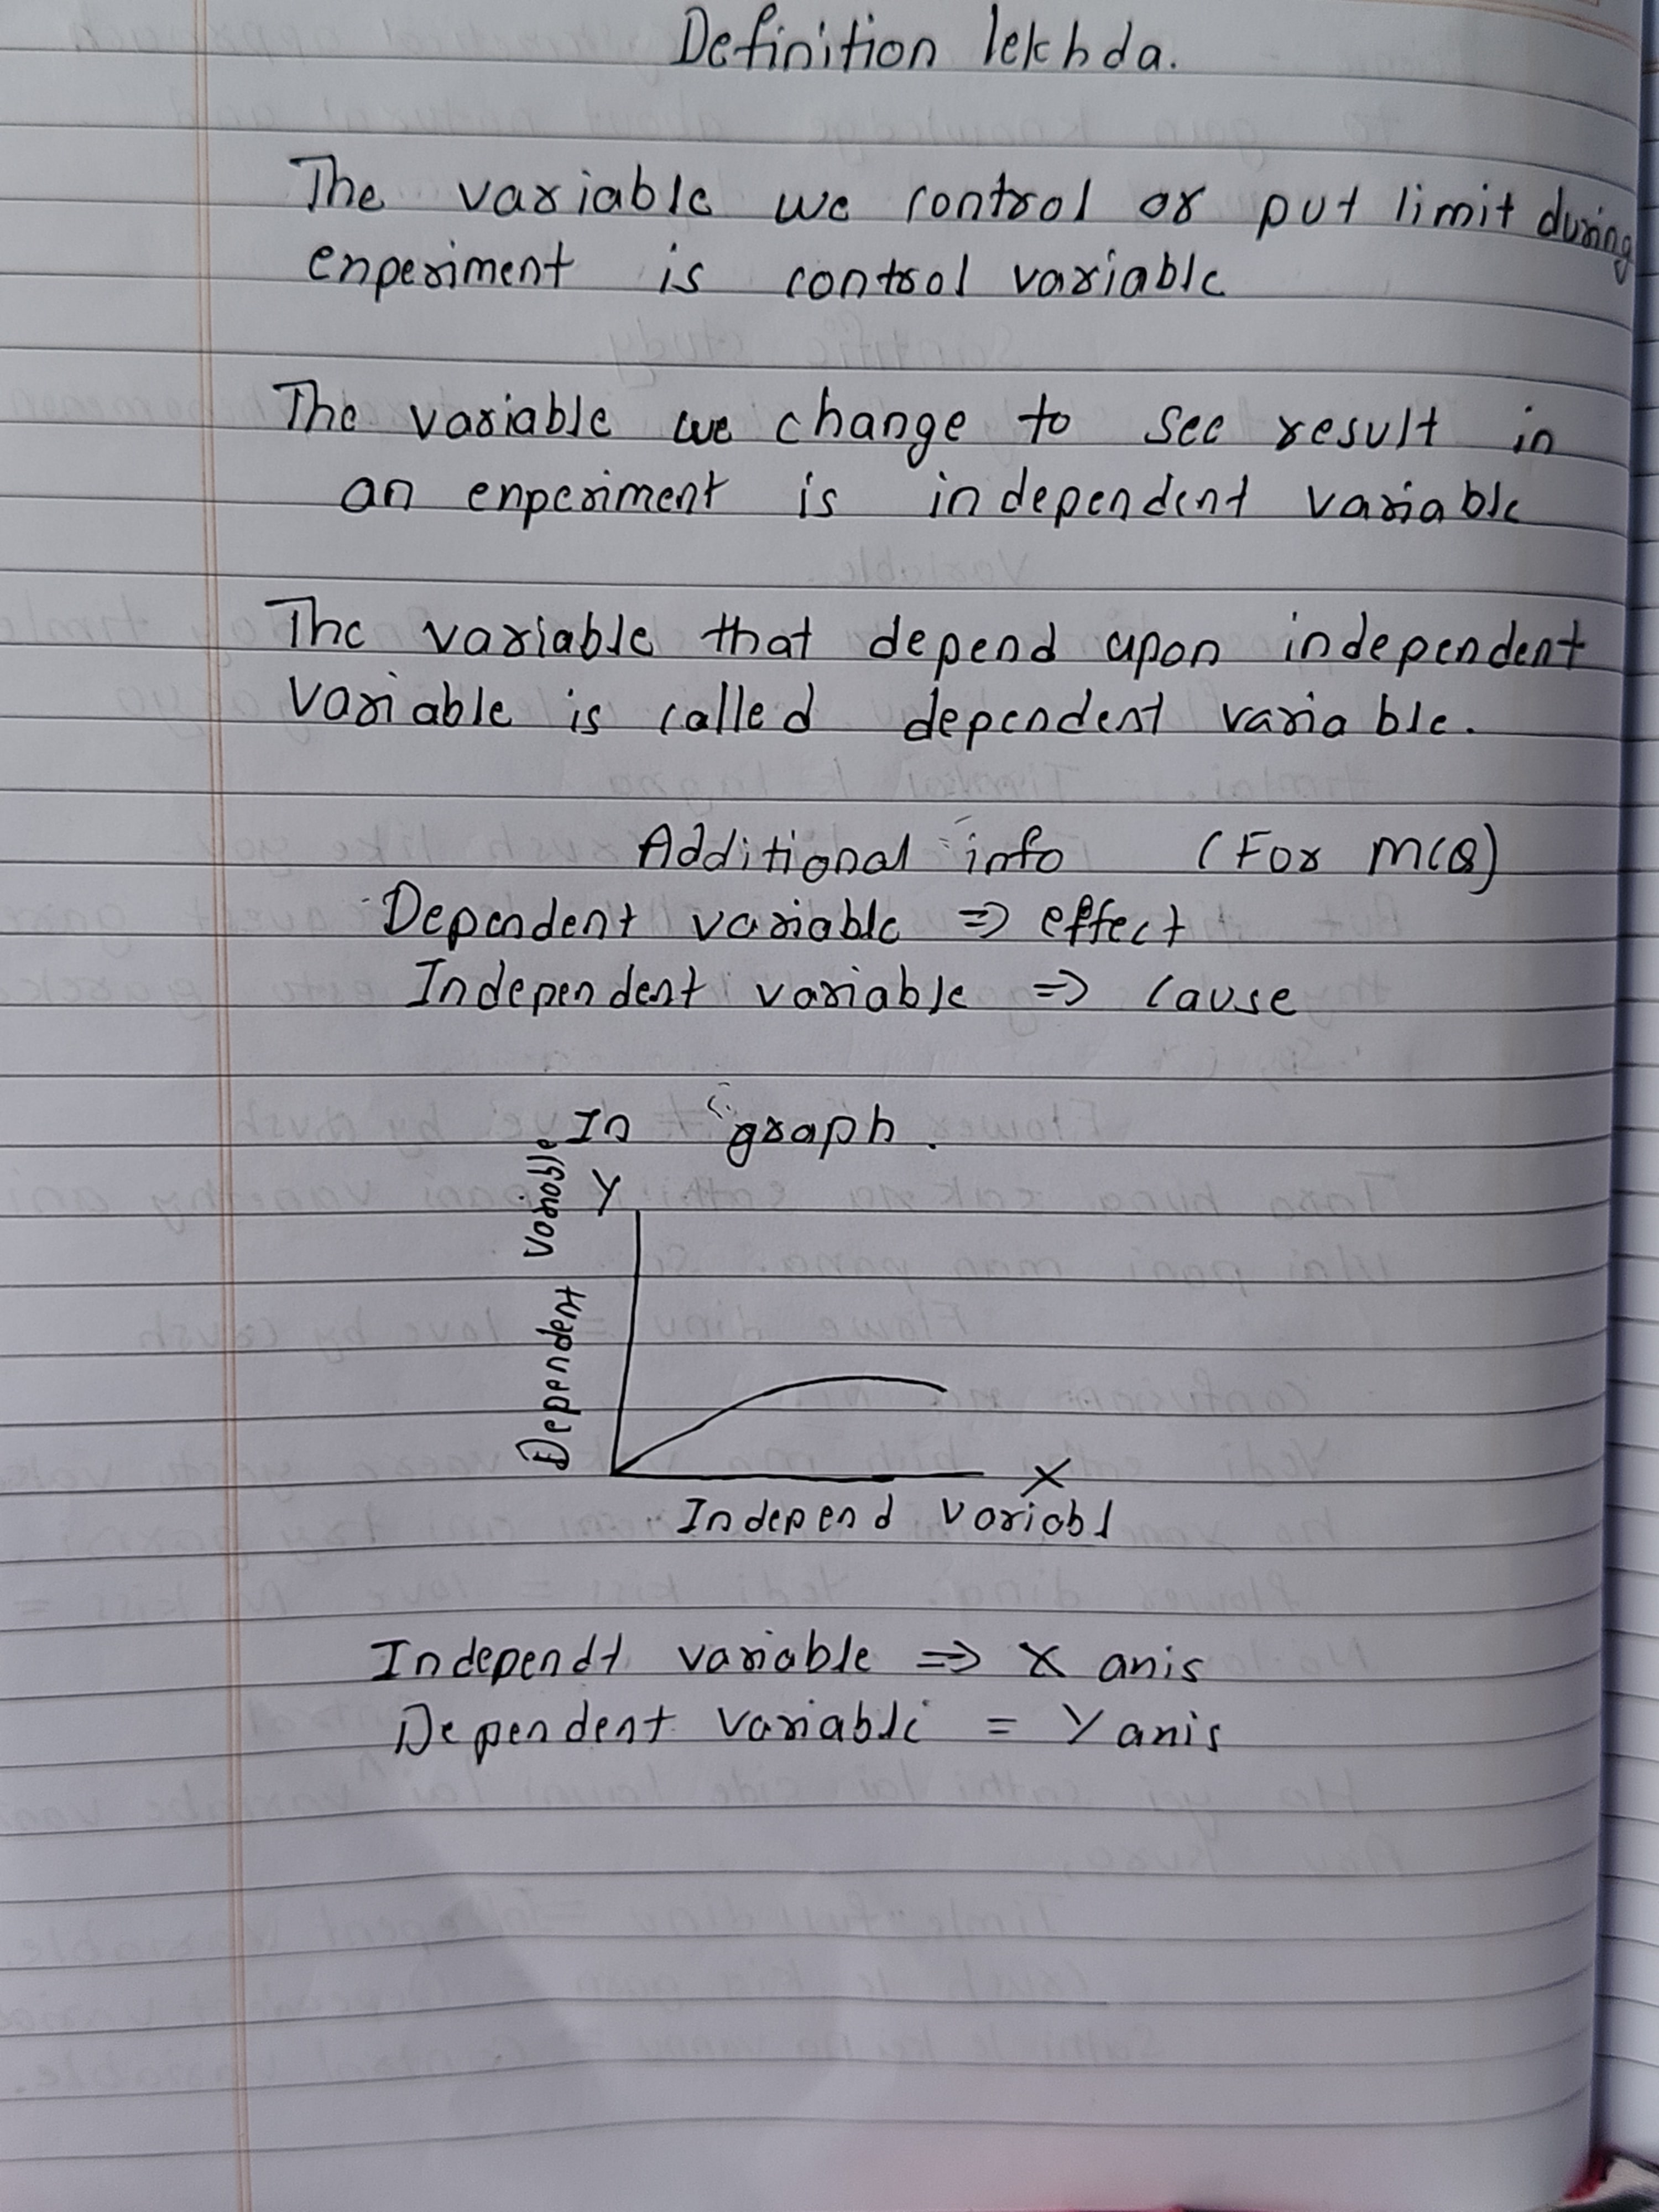 Definition lekhda.
The variable we control or put limit during
enperiment is control variable
The variable we change to see result in
an enperiment is independent variable
The variable that depend upon independent
variable is called dependent variable.
Additional info (For MCQ)
Dependent variable => effect
Independent variable => cause
In graph.
Y
Dependent variable
X
Independ variabl
Independt variable => X anis
Dependent variable = Y anis